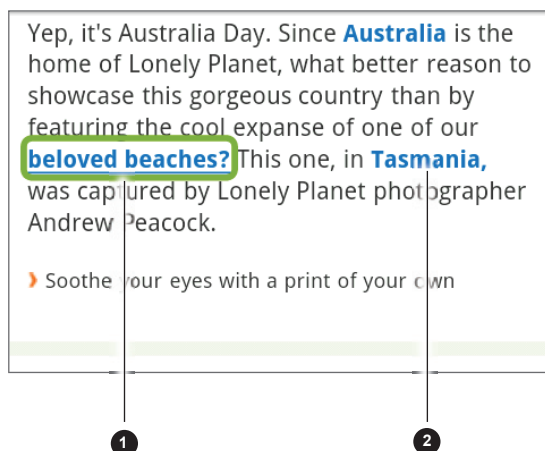 Yep, it's Australia Day. Since Australia is the
home of Lonely Planet, what better reason to
showcase this gorgeous country than by
featuring the cool expanse of one of our
beloved beaches? This one, in Tasmania,
was captured by Lonely Planet photographer
Andrew Peacock.
❭ Soothe your eyes with a print of your own
1 2